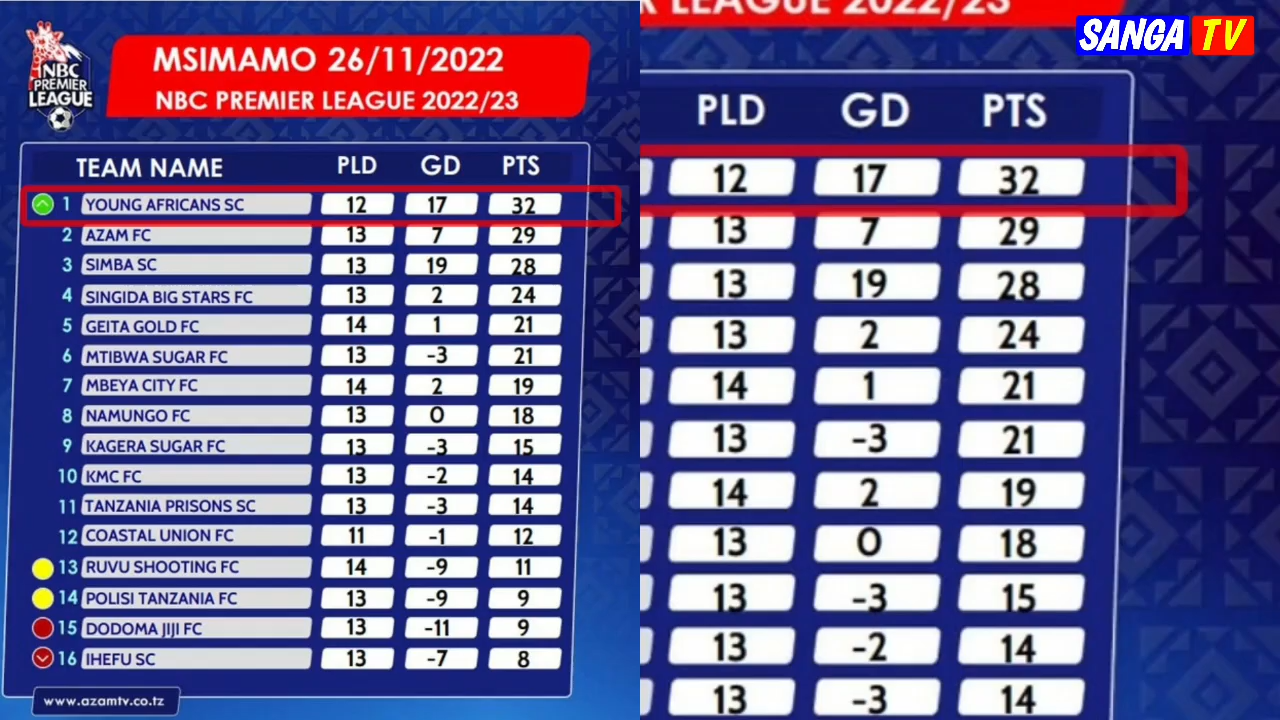 NBC
PREMIER
LEAGUE
MSIMAMO 26/11/2022
NBC PREMIER LEAGUE 2022/23
TEAM NAME PLD GD PTS
1 YOUNG AFRICANS SC 12 17 32
2 AZAM FC 13 7 29
3 SIMBA SC 13 19 28
4 SINGIDA BIG STARS FC 13 2 24
5 GEITA GOLD FC 14 1 21
6 MTIBWA SUGAR FC 13 -3 21
7 MBEYA CITY FC 14 2 19
8 NAMUNGO FC 13 0 18
9 KAGERA SUGAR FC 13 -3 15
10 KMC FC 13 -2 14
11 TANZANIA PRISONS SC 13 -3 14
12 COASTAL UNION FC 11 -1 12
13 RUVU SHOOTING FC 14 -9 11
14 POLISI TANZANIA FC 13 -9 9
15 DODOMA JIJI FC 13 -11 9
16 IHEFU SC 13 -7 8
www.azamtv.co.tz
R LEAGUE 2022/23
SANGA TV
PLD GD PTS
12 17 32
13 7 29
13 19 28
13 2 24
14 1 21
13 -3 21
14 2 19
13 0 18
13 -3 15
13 -2 14
13 -3 14